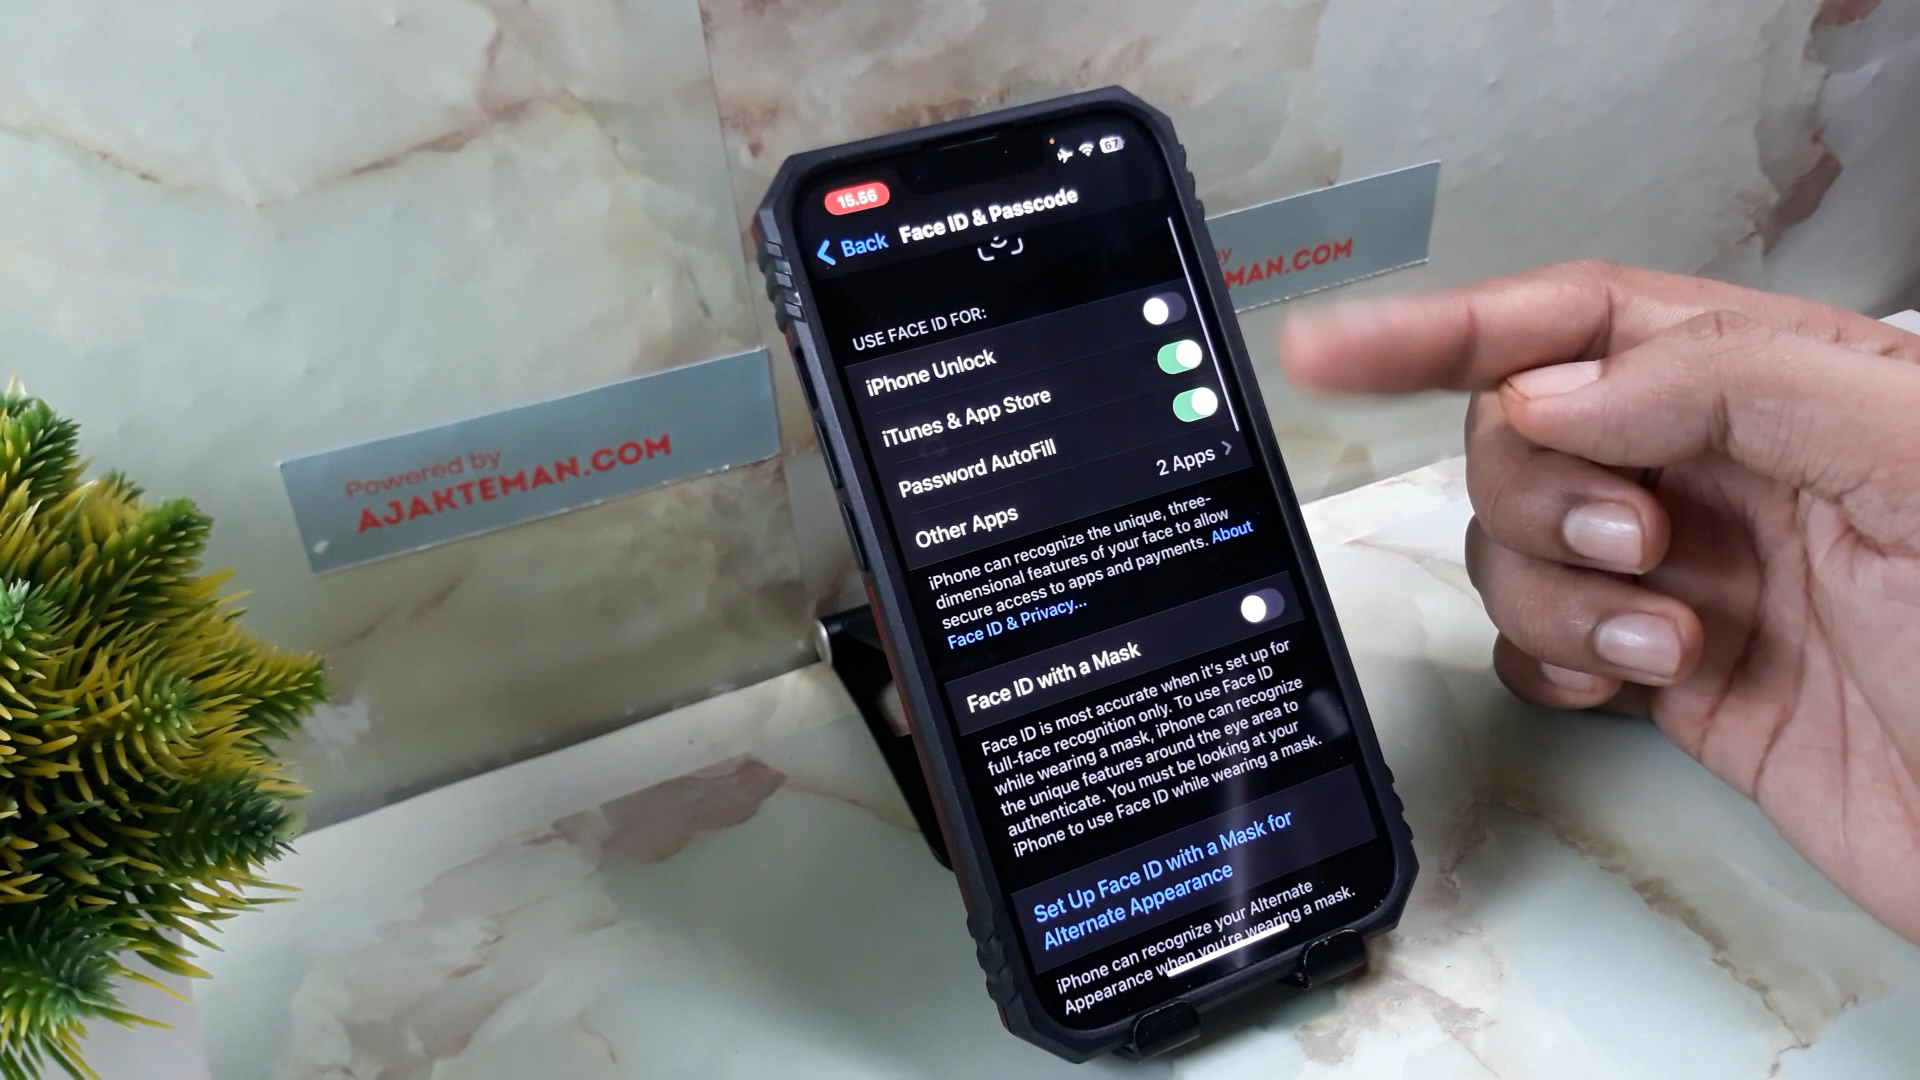 15.56
67
Back
Face ID & Passcode
USE FACE ID FOR:
iPhone Unlock
iTunes & App Store
Password AutoFill
Other Apps
2 Apps
iPhone can recognize the unique, three-
dimensional features of your face to allow
secure access to apps and payments. About
Face ID & Privacy...
Face ID with a Mask
Face ID is most accurate when it's set up for
full-face recognition only. To use Face ID
while wearing a mask, iPhone can recognize
the unique features around the eye area to
authenticate. You must be looking at your
iPhone to use Face ID while wearing a mask.
Set Up Face ID with a Mask for
Alternate Appearance
iPhone can recognize your Alternate
Appearance when you're wearing a mask.
Powered by
AJAKTEMAN.COM
by
MAN.COM